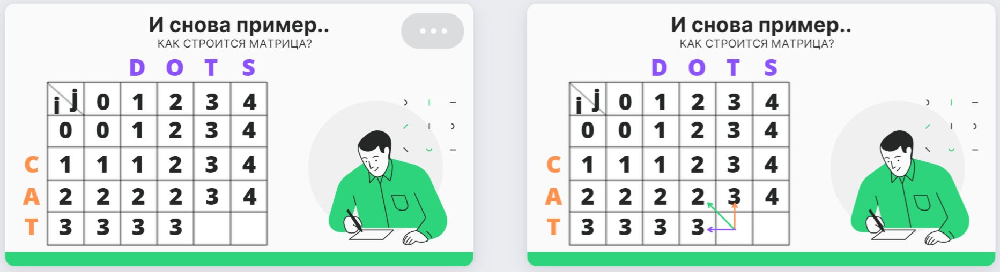 И снова пример..
КАК СТРОИТСЯ МАТРИЦА?
D O T S
i j 0 1 2 3 4
0 0 1 2 3 4
C 1 1 1 2 3 4
A 2 2 2 2 3 4
T 3 3 3 3
И снова пример..
КАК СТРОИТСЯ МАТРИЦА?
D O T S
i j 0 1 2 3 4
0 0 1 2 3 4
C 1 1 1 2 3 4
A 2 2 2 2 3 4
T 3 3 3 3